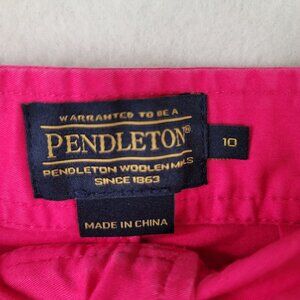 WARRANTED TO BE A
PENDLETON®
PENDLETON WOOLEN MILLS
SINCE 1863
10
MADE IN CHINA